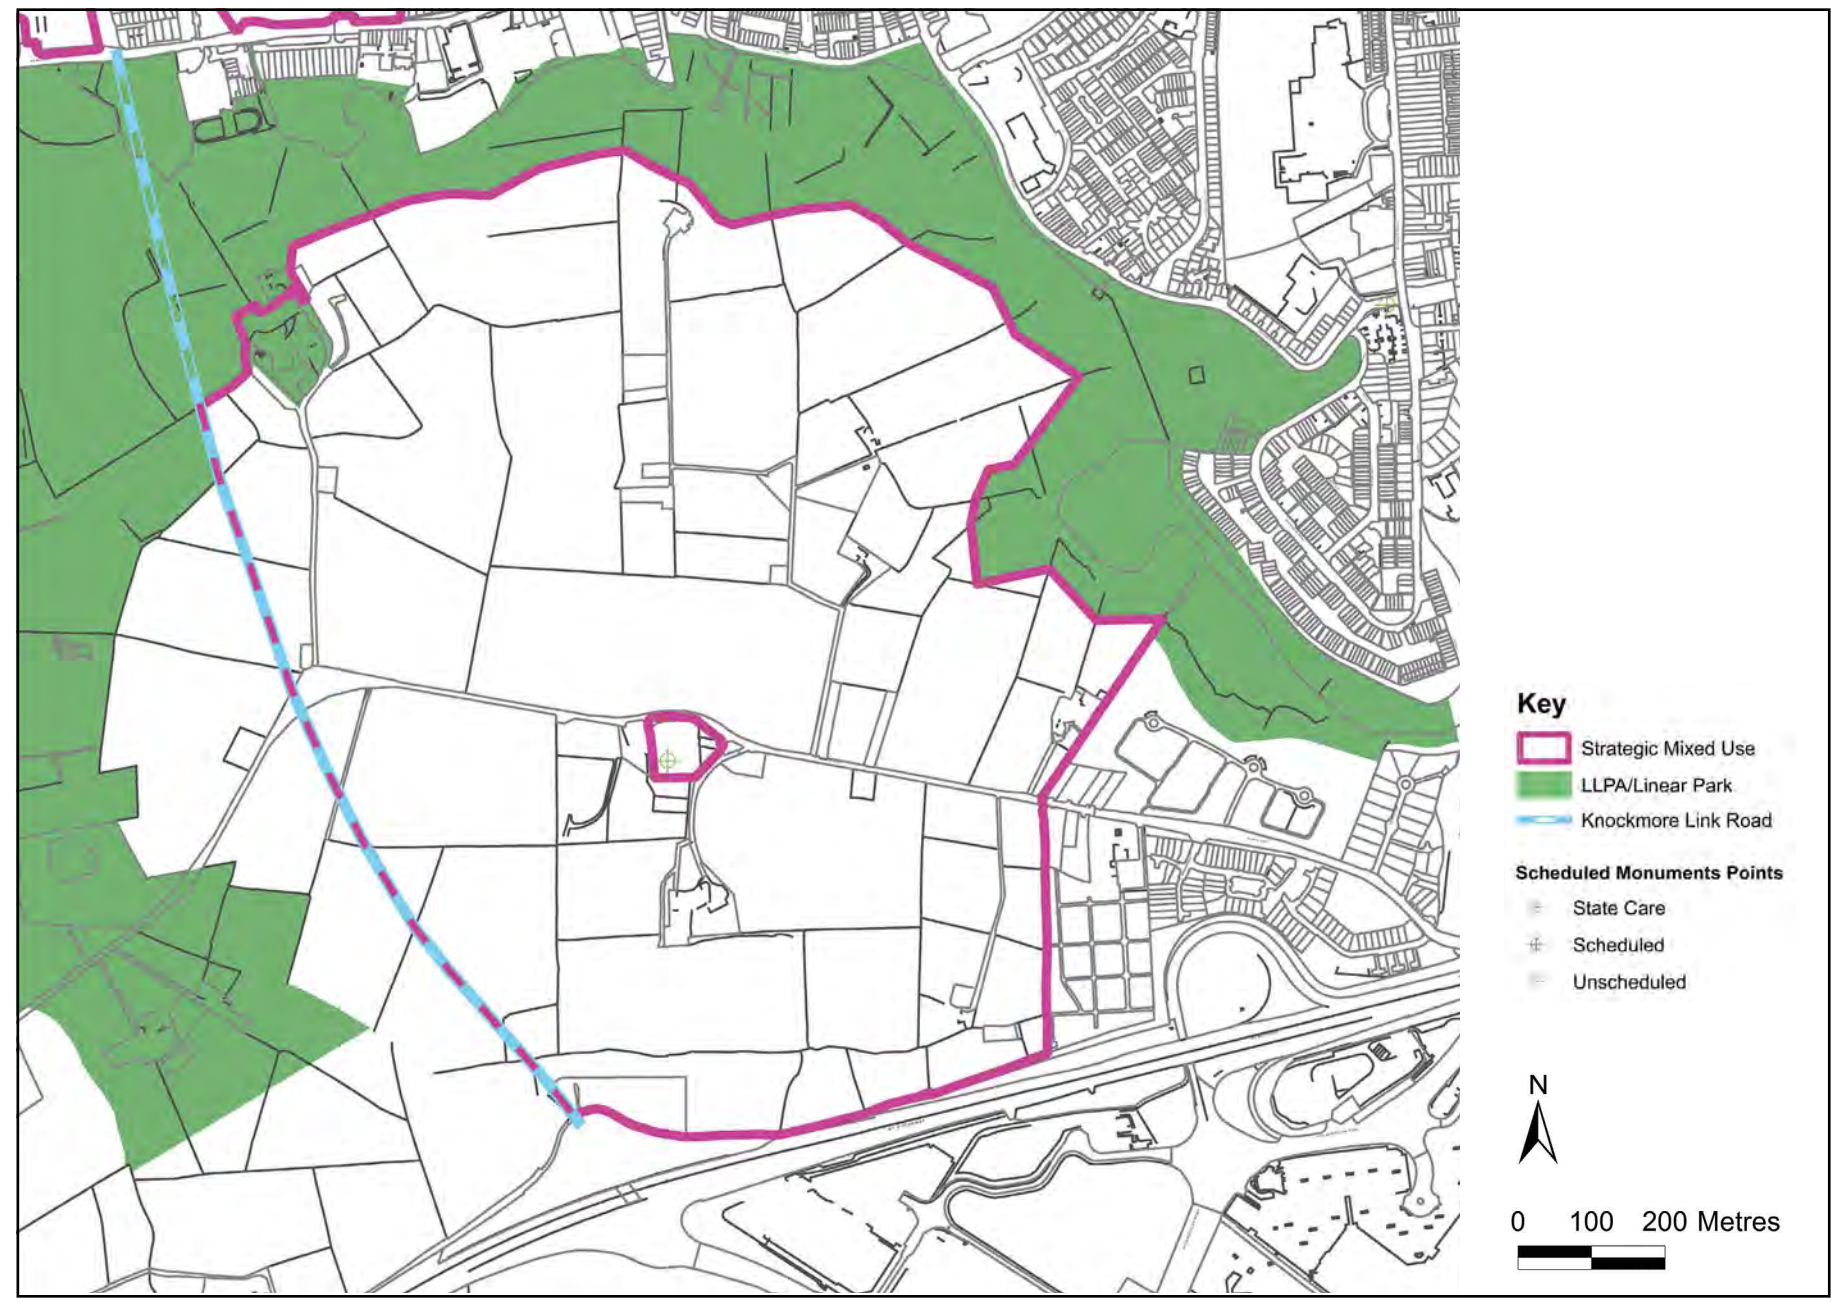 Key
Strategic Mixed Use
LLPA/Linear Park
Knockmore Link Road
Scheduled Monuments Points
State Care
Scheduled
Unscheduled
N
0 100 200 Metres